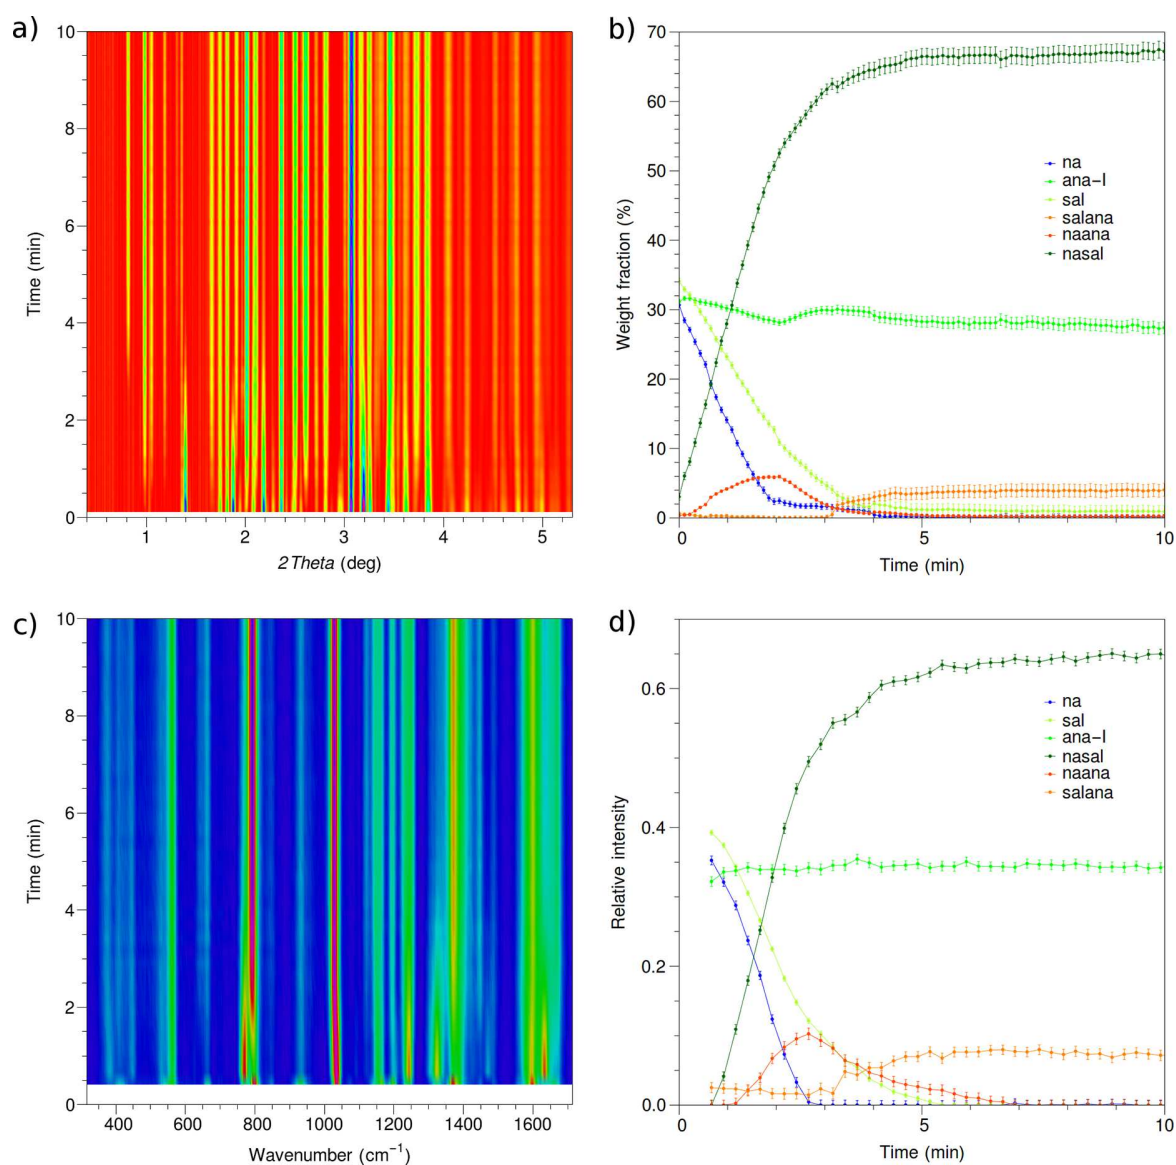 a)
10
8
6
4
2
0
Time (min)
1
2
3
4
5
2Theta (deg)
b)
70
60
50
40
30
20
10
0
Weight fraction (%)
na
ana-I
sal
salana
naana
nasal
0
5
10
Time (min)
c)
10
8
6
4
2
0
Time (min)
400
600
800
1000
1200
1400
1600
Wavenumber (cm⁻¹)
d)
0.6
0.4
0.2
0.0
Relative intensity
na
sal
ana-I
nasal
naana
salana
0
5
10
Time (min)